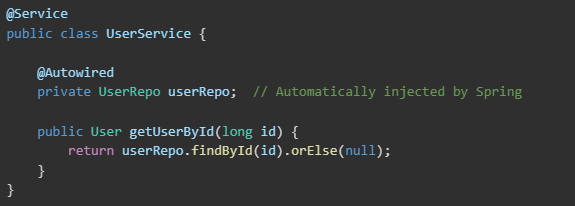 @Service
public class UserService {
@Autowired
private UserRepo userRepo;  // Automatically injected by Spring
public User getUserById(long id) {
return userRepo.findById(id).orElse(null);
}
}